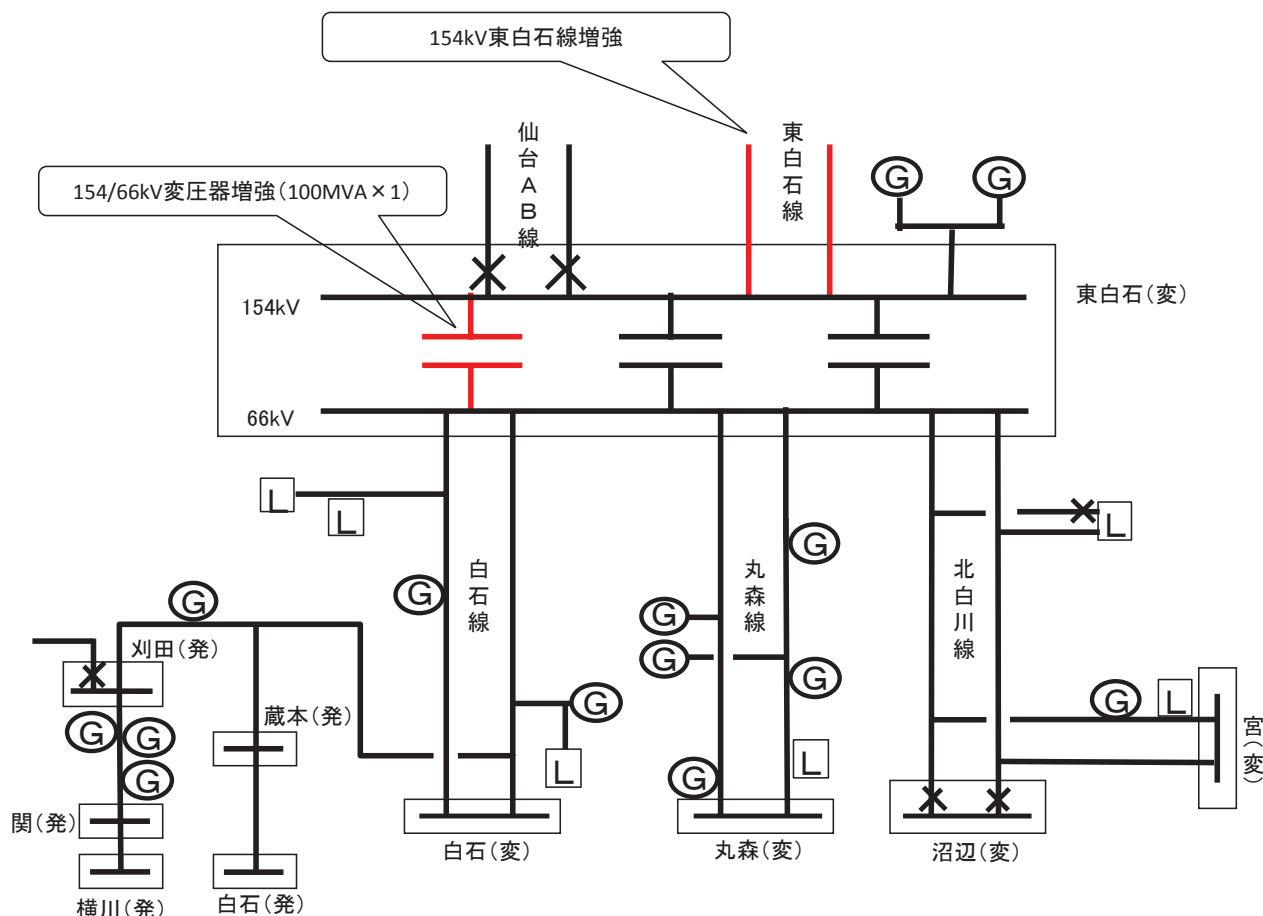 154kV東白石線増強
仙台AB線
東白石線
G
G
154/66kV変圧器増強(100MVA×1)
154kV
東白石(変)
66kV
L
L
L
白石線
丸森線
北白川線
G
G
G
G
G
G
刈田(発)
G
L
宮(変)
G
G
G
G
蔵本(発)
L
L
G
関(発)
白石(変)
丸森(変)
沼辺(変)
横川(発)
白石(発)